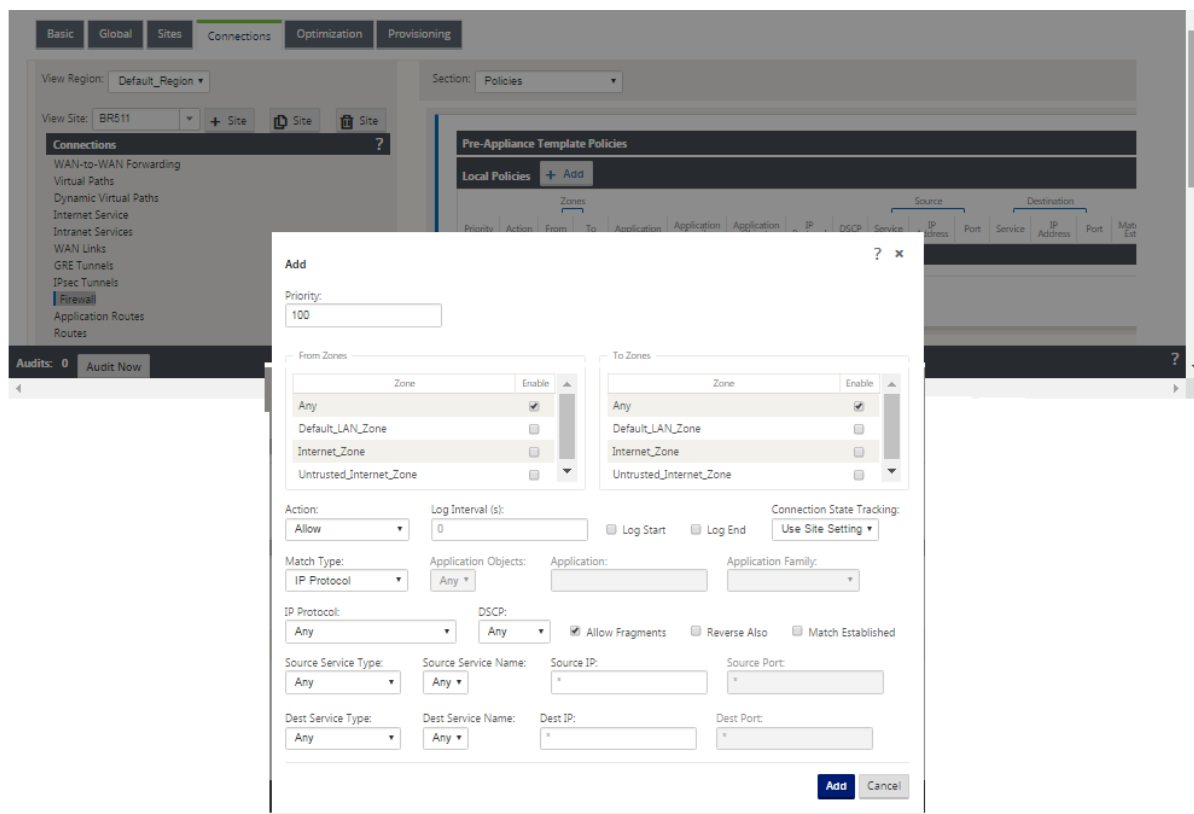 Basic Global Sites Connections Optimization Provisioning
View Region: Default_Region Section: Policies
View Site: BR511 + Site Site Site
Connections ?
Pre-Appliance Template Policies
WAN-to-WAN Forwarding
Virtual Paths
Dynamic Virtual Paths
Internet Service
Intranet Services
WAN Links
GRE Tunnels
IPsec Tunnels
Firewall
Application Routes
Routes
Local Policies + Add
Zones Source Destination
Priority Action From To Application Application Application IP DSCP Service IP Address Port Service IP Address Port
Audits: 0 Audit Now ?
Add ? ×
Priority:
100
From Zones To Zones
Zone Enable Zone Enable
Any Any
Default_LAN_Zone Default_LAN_Zone
Internet_Zone Internet_Zone
Untrusted_Internet_Zone Untrusted_Internet_Zone
Action: Log Interval (s): Connection State Tracking:
Allow 0 Log Start Log End Use Site Setting
Match Type: Application Objects: Application: Application Family:
IP Protocol Any
IP Protocol: DSCP:
Any Any Allow Fragments Reverse Also Match Established
Source Service Type: Source Service Name: Source IP: Source Port:
Any Any * *
Dest Service Type: Dest Service Name: Dest IP: Dest Port:
Any Any * *
Add Cancel